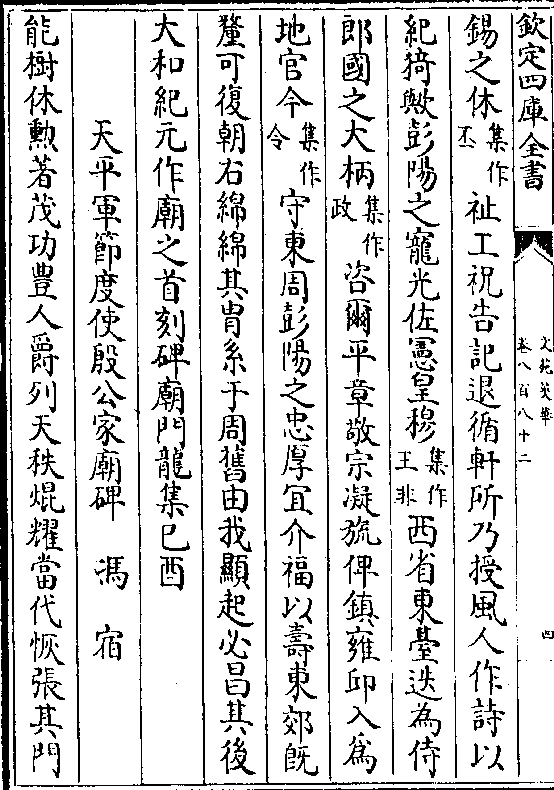 欽定四庫全書
文苑英華
卷八百八十二
四
錫之休集作丕祉工祝告記退循軒所乃授風人作詩以
紀猗歟彭陽之寵光佐憲皇穆集作王非西省東臺迭為侍
郎國之大柄集作政咨爾平章敬宗凝旒俾鎮雍邱入爲
地官今集作令守東周彭陽之忠厚宜介福以壽東郊旣
釐可復朝右綿綿其胄系于周舊由我顯起必昌其後
大和紀元作廟之首刻碑廟門龍集已酉
天平軍節度使殷公家廟碑　馮宿
能樹休勳著茂功豐人爵列天秩焜耀當代恢張其門